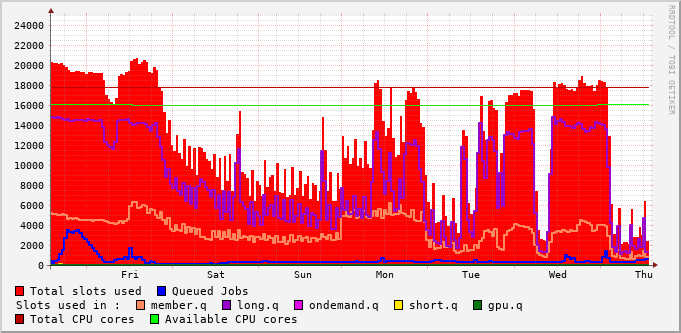 RRDTOOL / TOBI OETIKER
24000
22000
20000
18000
16000
14000
12000
10000
8000
6000
4000
2000
0
Fri Sat Sun Mon Tue Wed Thu
Total slots used Queued Jobs
Slots used in : member.q long.q ondemand.q short.q gpu.q
Total CPU cores Available CPU cores